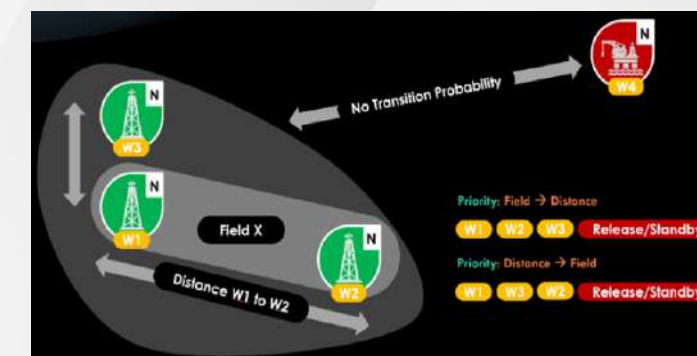 N
W3
N
W1
Field X
N
W2
Distance W1 to W2
No Transition Probability
N
W4
Priority: Field → Distance
W1 W2 W3 Release/Standby
Priority: Distance → Field
W1 W3 W2 Release/Standby